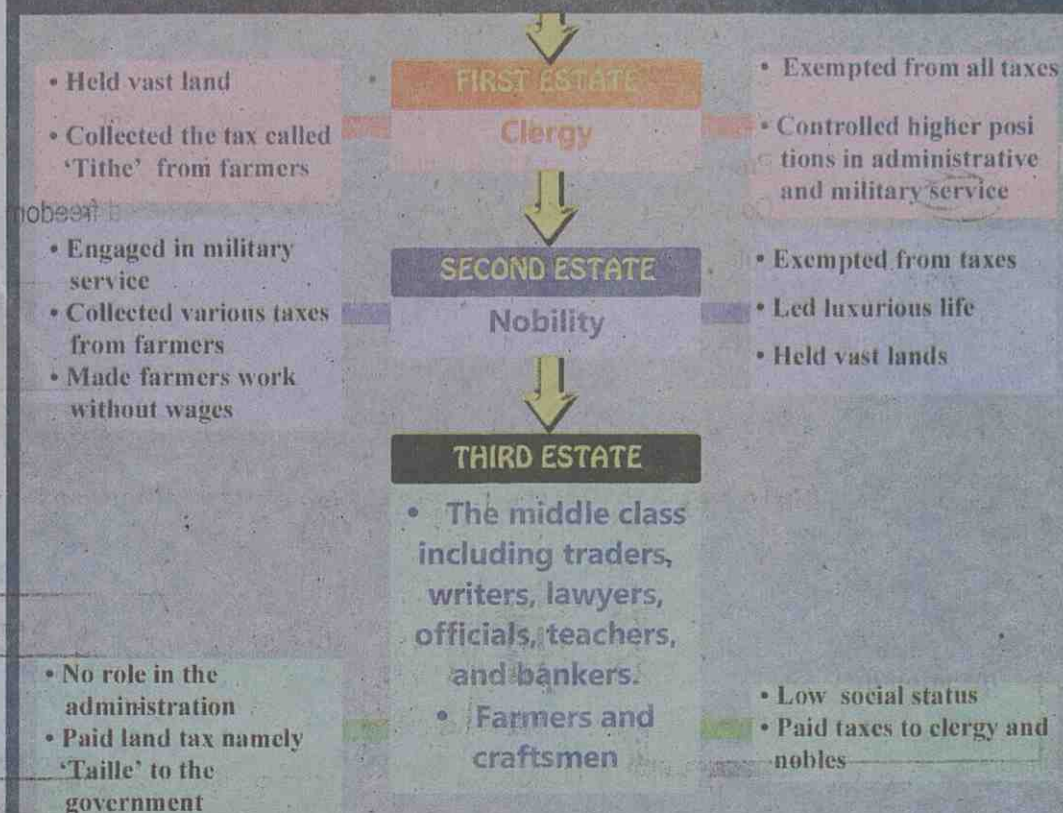 FIRST ESTATE
Clergy
• Held vast land
• Collected the tax called
'Tithe' from farmers
• Exempted from all taxes
• Controlled higher posi
tions in administrative
and military service
SECOND ESTATE
Nobility
• Engaged in military
service
• Collected various taxes
from farmers
• Made farmers work
without wages
• Exempted from taxes
• Led luxurious life
• Held vast lands
THIRD ESTATE
• The middle class
including traders,
writers, lawyers,
officials, teachers,
and bankers.
• Farmers and
craftsmen
• No role in the
administration
• Paid land tax namely
'Taille' to the
government
• Low social status
• Paid taxes to clergy and
nobles